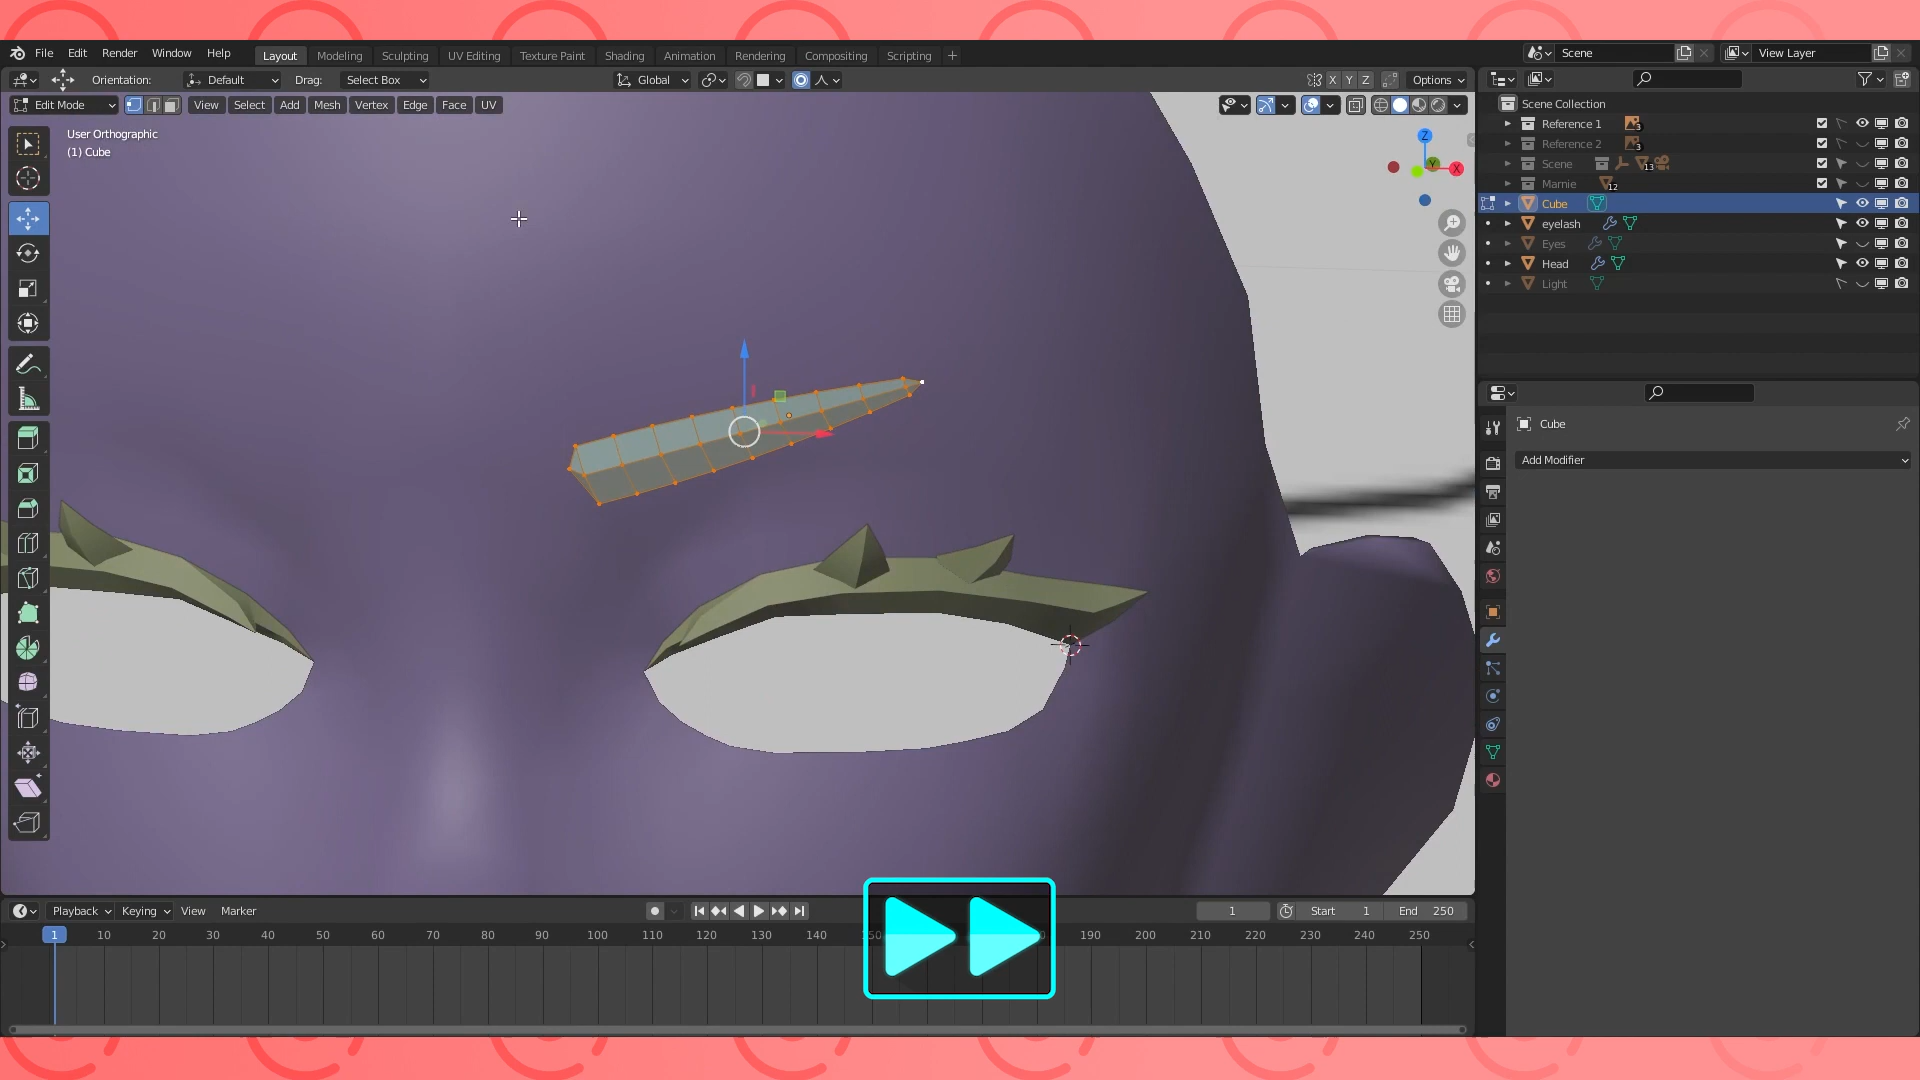 File Edit Render Window Help Layout Modeling Sculpting UV Editing Texture Paint Shading Animation Rendering Compositing Scripting + Scene View Layer
Orientation: Default Drag: Select Box Global X Y Z Options
Edit Mode View Select Add Mesh Vertex Edge Face UV
Scene Collection
User Orthographic
(1) Cube
Z
Y
X
Reference 1 3
Reference 2 3
Scene 13
Marnie 12
Cube
eyelash
Eyes
Head
Light
Cube
Add Modifier
Playback Keying View Marker 1 Start 1 End 250
1 10 20 30 40 50 60 70 80 90 100 110 120 130 140 190 200 210 220 230 240 250